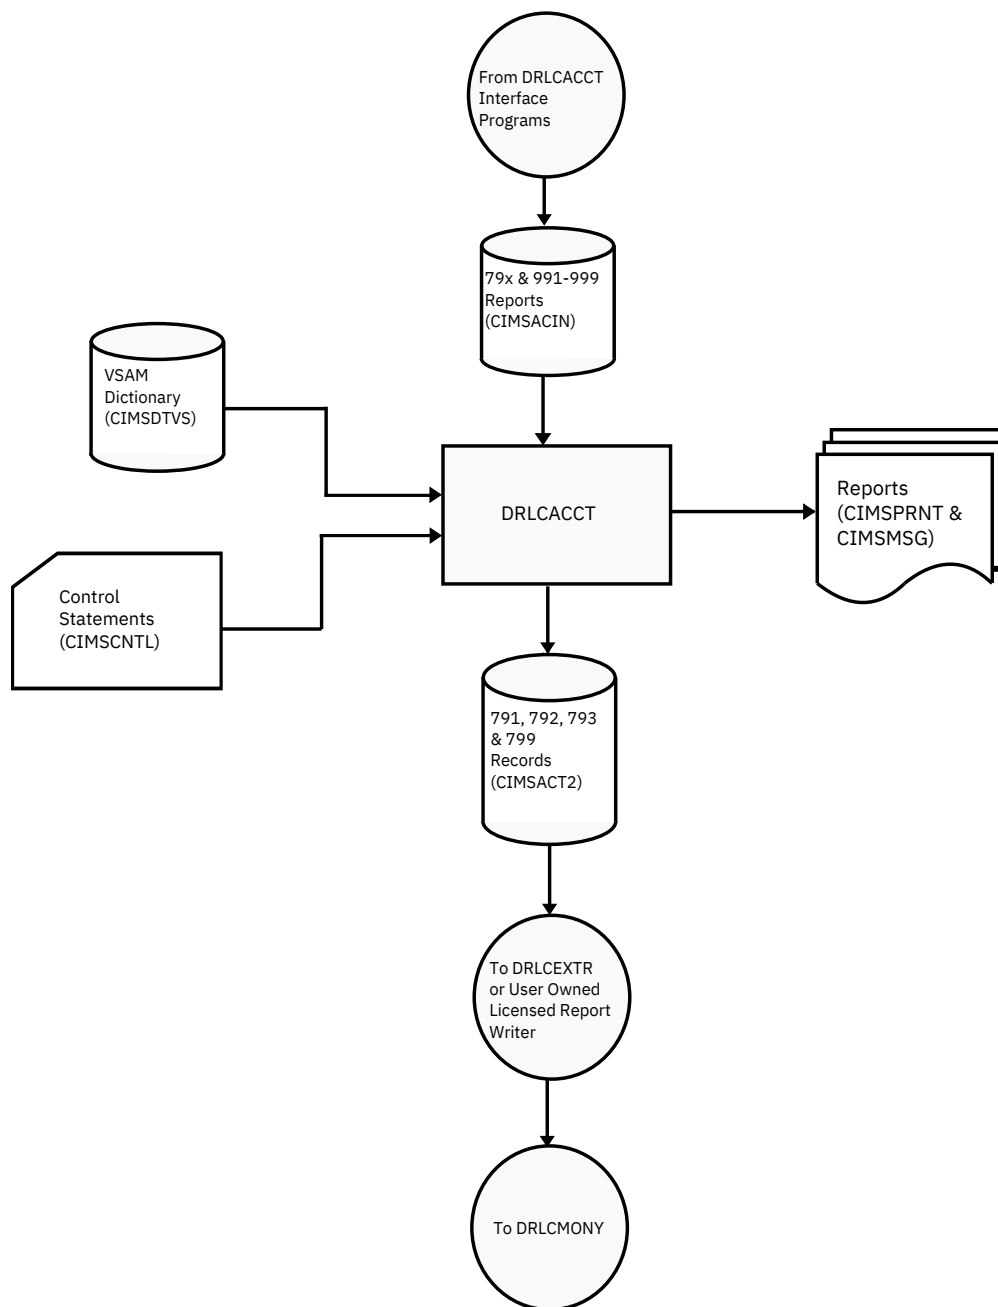 From DRLCACCT
Interface
Programs
79x & 991-999
Reports
(CIMSACIN)
VSAM
Dictionary
(CIMSDTVS)
DRLCACCT
Reports
(CIMSPRNT &
CIMSMSG)
Control
Statements
(CIMSCNTL)
791, 792, 793
& 799
Records
(CIMSACT2)
To DRLCEXTR
or User Owned
Licensed Report
Writer
To DRLCMONY